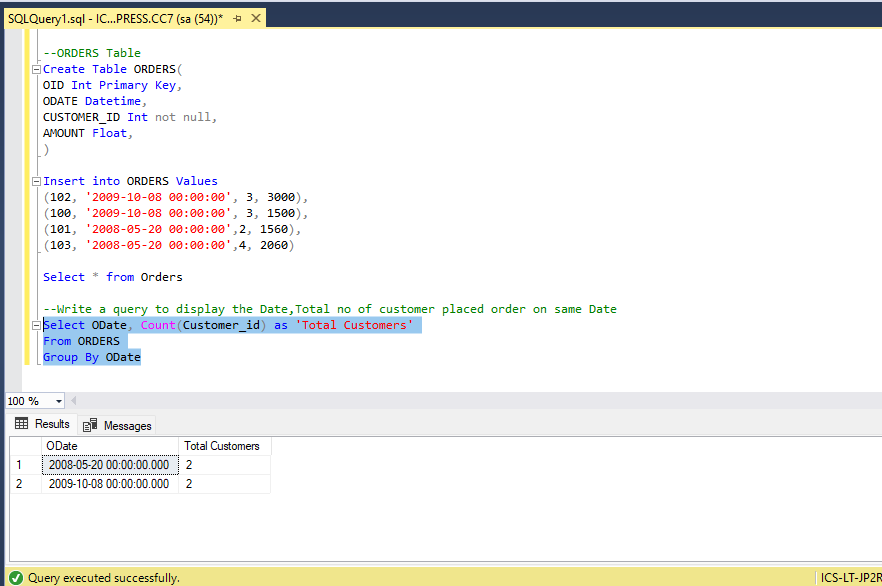 SQLQuery1.sql - IC...PRESS.CC7 (sa (54))*
--ORDERS Table
Create Table ORDERS(
OID Int Primary Key,
ODATE Datetime,
CUSTOMER_ID Int not null,
AMOUNT Float,
)
Insert into ORDERS Values
(102, '2009-10-08 00:00:00', 3, 3000),
(100, '2009-10-08 00:00:00', 3, 1500),
(101, '2008-05-20 00:00:00',2, 1560),
(103, '2008-05-20 00:00:00',4, 2060)
Select * from Orders
--Write a query to display the Date,Total no of customer placed order on same Date
Select ODate, Count(Customer_id) as 'Total Customers'
From ORDERS
Group By ODate
100 %
Results Messages
ODate Total Customers
1 2008-05-20 00:00:00.000 2
2 2009-10-08 00:00:00.000 2
Query executed successfully. ICS-LT-JP2R